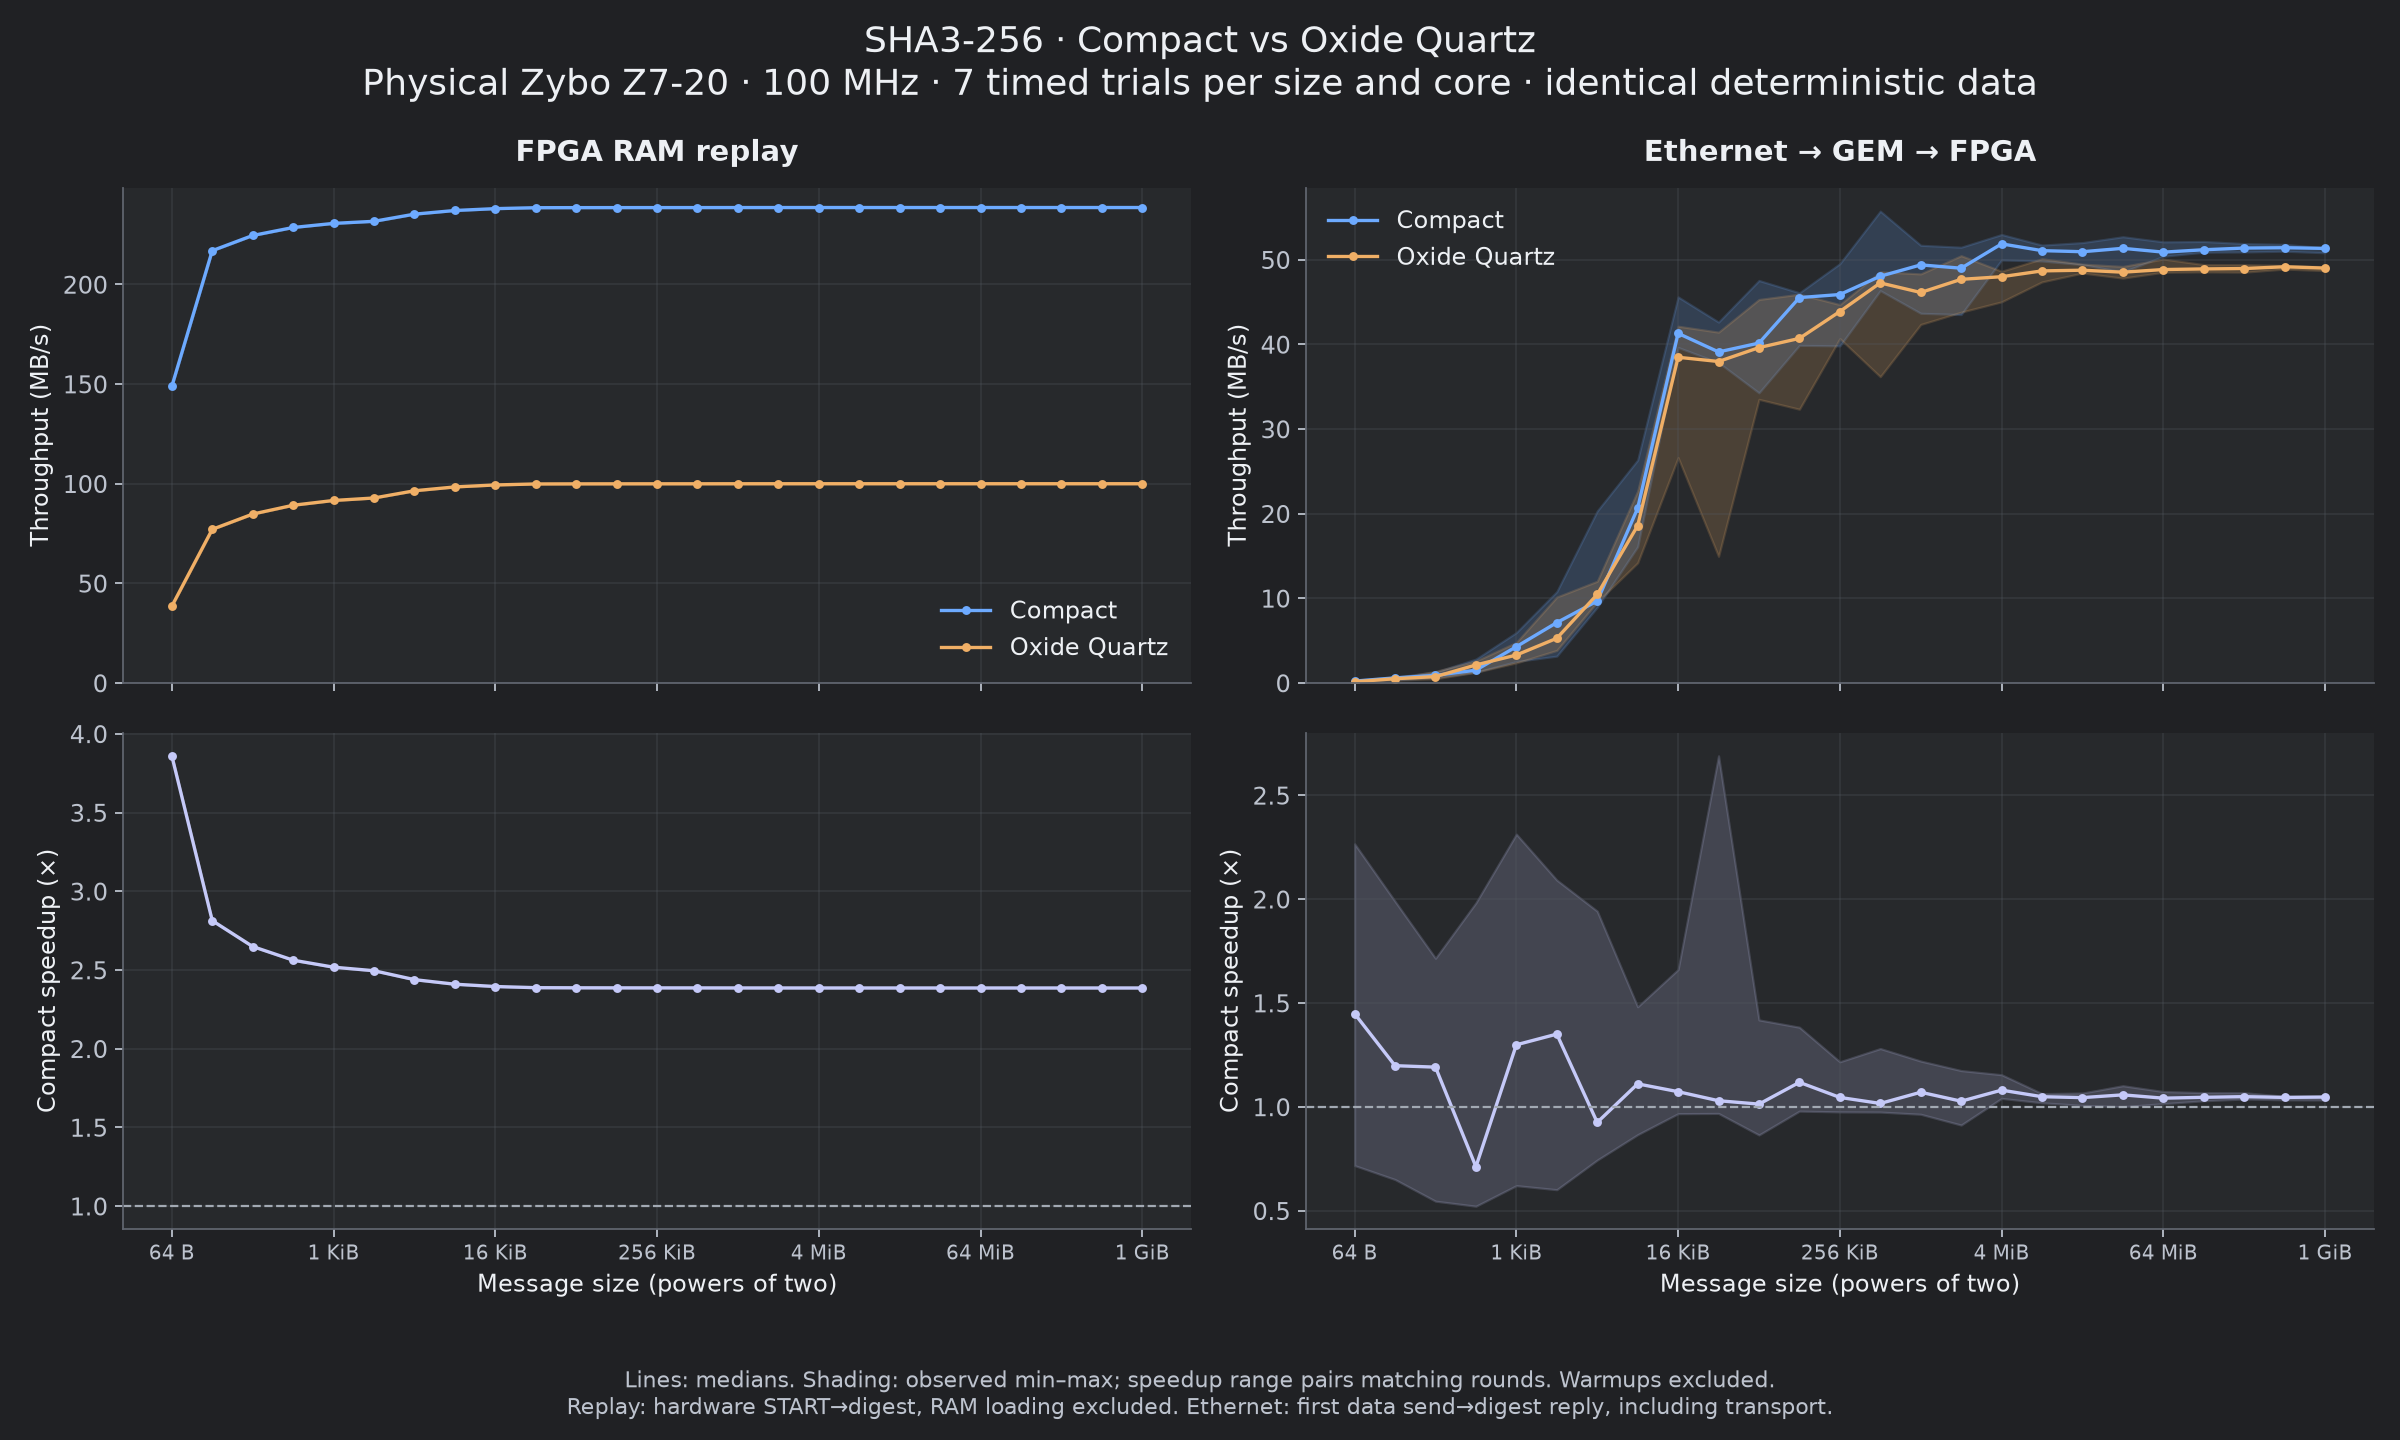 SHA3-256 · Compact vs Oxide Quartz
Physical Zybo Z7-20 · 100 MHz · 7 timed trials per size and core · identical deterministic data
FPGA RAM replay
Throughput (MB/s)
200
150
100
50
0
Compact
Oxide Quartz
Ethernet → GEM → FPGA
Throughput (MB/s)
50
40
30
20
10
0
Compact
Oxide Quartz
Compact speedup (×)
4.0
3.5
3.0
2.5
2.0
1.5
1.0
64 B
1 KiB
16 KiB
256 KiB
4 MiB
64 MiB
1 GiB
Message size (powers of two)
Compact speedup (×)
2.5
2.0
1.5
1.0
0.5
64 B
1 KiB
16 KiB
256 KiB
4 MiB
64 MiB
1 GiB
Message size (powers of two)
Lines: medians. Shading: observed min–max; speedup range pairs matching rounds. Warmups excluded.
Replay: hardware START→digest, RAM loading excluded. Ethernet: first data send→digest reply, including transport.